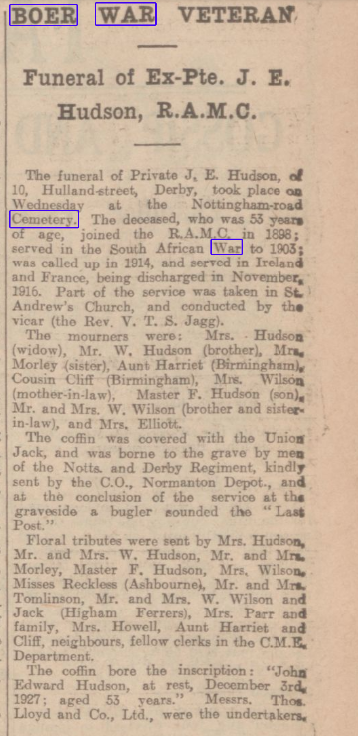 BOER WAR VETERAN
Funeral of Ex-Pte. J. E.
Hudson, R.A.M.C.
The funeral of Private J. E. Hudson, of
10, Hulland-street, Derby, took place on
Wednesday at the Nottingham-road
Cemetery. The deceased, who was 53 years
of age, joined the R.A.M.C. in 1898;
served in the South African War to 1903;
was called up in 1914, and served in Ireland
and France, being discharged in November,
1916. Part of the service was taken in St.
Andrew's Church, and conducted by the
vicar (the Rev. V. T. S. Jagg).
The mourners were: Mrs. Hudson
(widow), Mr. W. Hudson (brother), Mrs.
Morley (sister), Aunt Harriet (Birmingham),
Cousin Cliff (Birmingham), Mrs. Wilson
(mother-in-law), Master F. Hudson (son),
Mr. and Mrs. W. Wilson (brother and sister-
in-law), and Mrs. Elliott.
The coffin was covered with the Union
Jack, and was borne to the grave by men
of the Notts. and Derby Regiment, kindly
sent by the C.O., Normanton Depot., and
at the conclusion of the service at the
graveside a bugler sounded the "Last
Post."
Floral tributes were sent by Mrs. Hudson,
Mr. and Mrs. W. Hudson, Mr. and Mrs.
Morley, Master F. Hudson, Mrs. Wilson,
Misses Reckless (Ashbourne), Mr. and Mrs.
Tomlinson, Mr. and Mrs. W. Wilson and
Jack (Higham Ferrers), Mrs. Parr and
family, Mrs. Howell, Aunt Harriet and
Cliff, neighbours, fellow clerks in the C.M.E.
Department.
The coffin bore the inscription: "John
Edward Hudson, at rest, December 3rd,
1927; aged 53 years." Messrs. Thos.
Lloyd and Co., Ltd., were the undertakers.